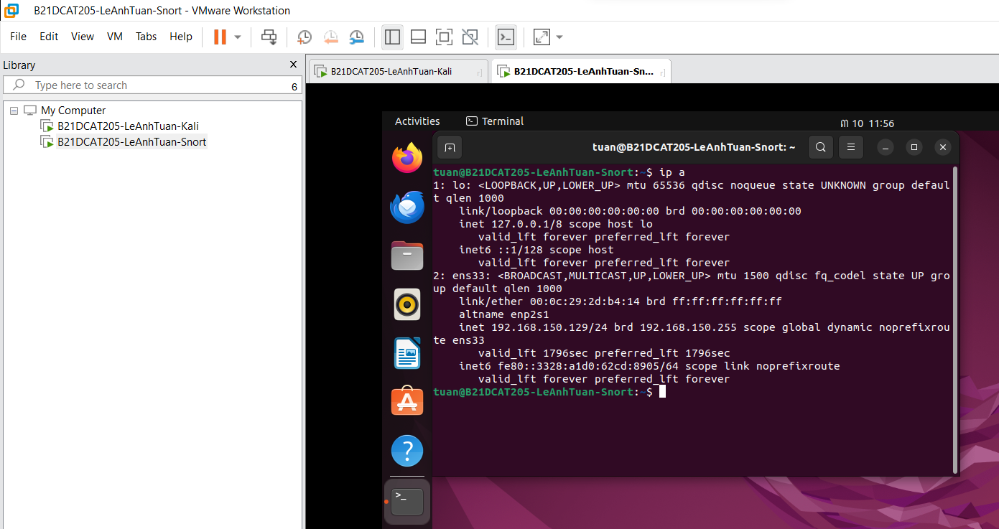 B21DCAT205-LeAnhTuan-Snort - VMware Workstation
File Edit View VM Tabs Help
Library
Type here to search
6
My Computer
B21DCAT205-LeAnhTuan-Kali
B21DCAT205-LeAnhTuan-Snort
B21DCAT205-LeAnhTuan-Kali
B21DCAT205-LeAnhTuan-Sn...
Activities
Terminal
10 11:56
tuan@B21DCAT205-LeAnhTuan-Snort: ~
tuan@B21DCAT205-LeAnhTuan-Snort:~$ ip a
1: lo: <LOOPBACK,UP,LOWER_UP> mtu 65536 qdisc noqueue state UNKNOWN group defaul
t qlen 1000
link/loopback 00:00:00:00:00:00 brd 00:00:00:00:00:00
inet 127.0.0.1/8 scope host lo
valid_lft forever preferred_lft forever
inet6 ::1/128 scope host
valid_lft forever preferred_lft forever
2: ens33: <BROADCAST,MULTICAST,UP,LOWER_UP> mtu 1500 qdisc fq_codel state UP gro
up default qlen 1000
link/ether 00:0c:29:2d:b4:14 brd ff:ff:ff:ff:ff:ff
altname enp2s1
inet 192.168.150.129/24 brd 192.168.150.255 scope global dynamic noprefixrou
te ens33
valid_lft 1796sec preferred_lft 1796sec
inet6 fe80::3328:a1d0:62cd:8905/64 scope link noprefixroute
valid_lft forever preferred_lft forever
tuan@B21DCAT205-LeAnhTuan-Snort:~$